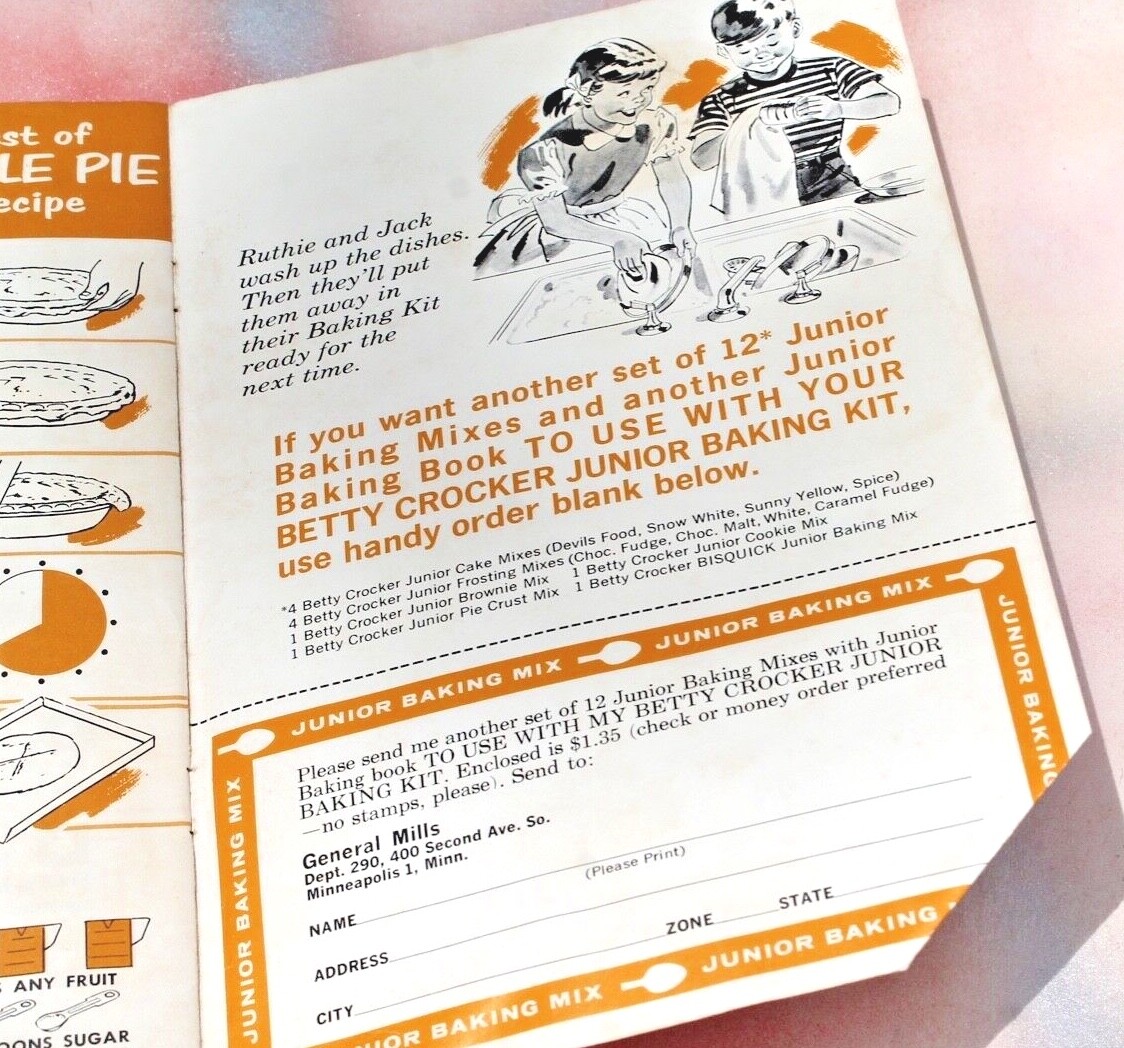 st of
LE PIE
ecipe
ANY FRUIT
OONS SUGAR
Ruthie and Jack
wash up the dishes.
Then they'll put
them away in
their Baking Kit
ready for the
next time.
If you want another set of 12* Junior
Baking Mixes and another Junior
Baking Book TO USE WITH YOUR
BETTY CROCKER JUNIOR BAKING KIT,
use handy order blank below.
*4 Betty Crocker Junior Cake Mixes (Devils Food, Snow White, Sunny Yellow, Spice)
4 Betty Crocker Junior Frosting Mixes (Choc. Fudge, Choc. Malt, White, Caramel Fudge)
1 Betty Crocker Junior Brownie Mix 1 Betty Crocker Junior Cookie Mix
1 Betty Crocker Junior Pie Crust Mix 1 Betty Crocker BISQUICK Junior Baking Mix
JUNIOR BAKING MIX JUNIOR BAKING MIX
JUNIOR BAKING
JUNIOR BAKING MIX
Please send me another set of 12 Junior Baking Mixes with Junior
Baking book TO USE WITH MY BETTY CROCKER JUNIOR
BAKING KIT. Enclosed is $1.35 (check or money order preferred
—no stamps, please). Send to:
General Mills
Dept. 290, 400 Second Ave. So.
Minneapolis 1, Minn.
(Please Print)
NAME
ADDRESS
CITY ZONE STATE
NIOR BAKING MIX JUNIOR BAKING